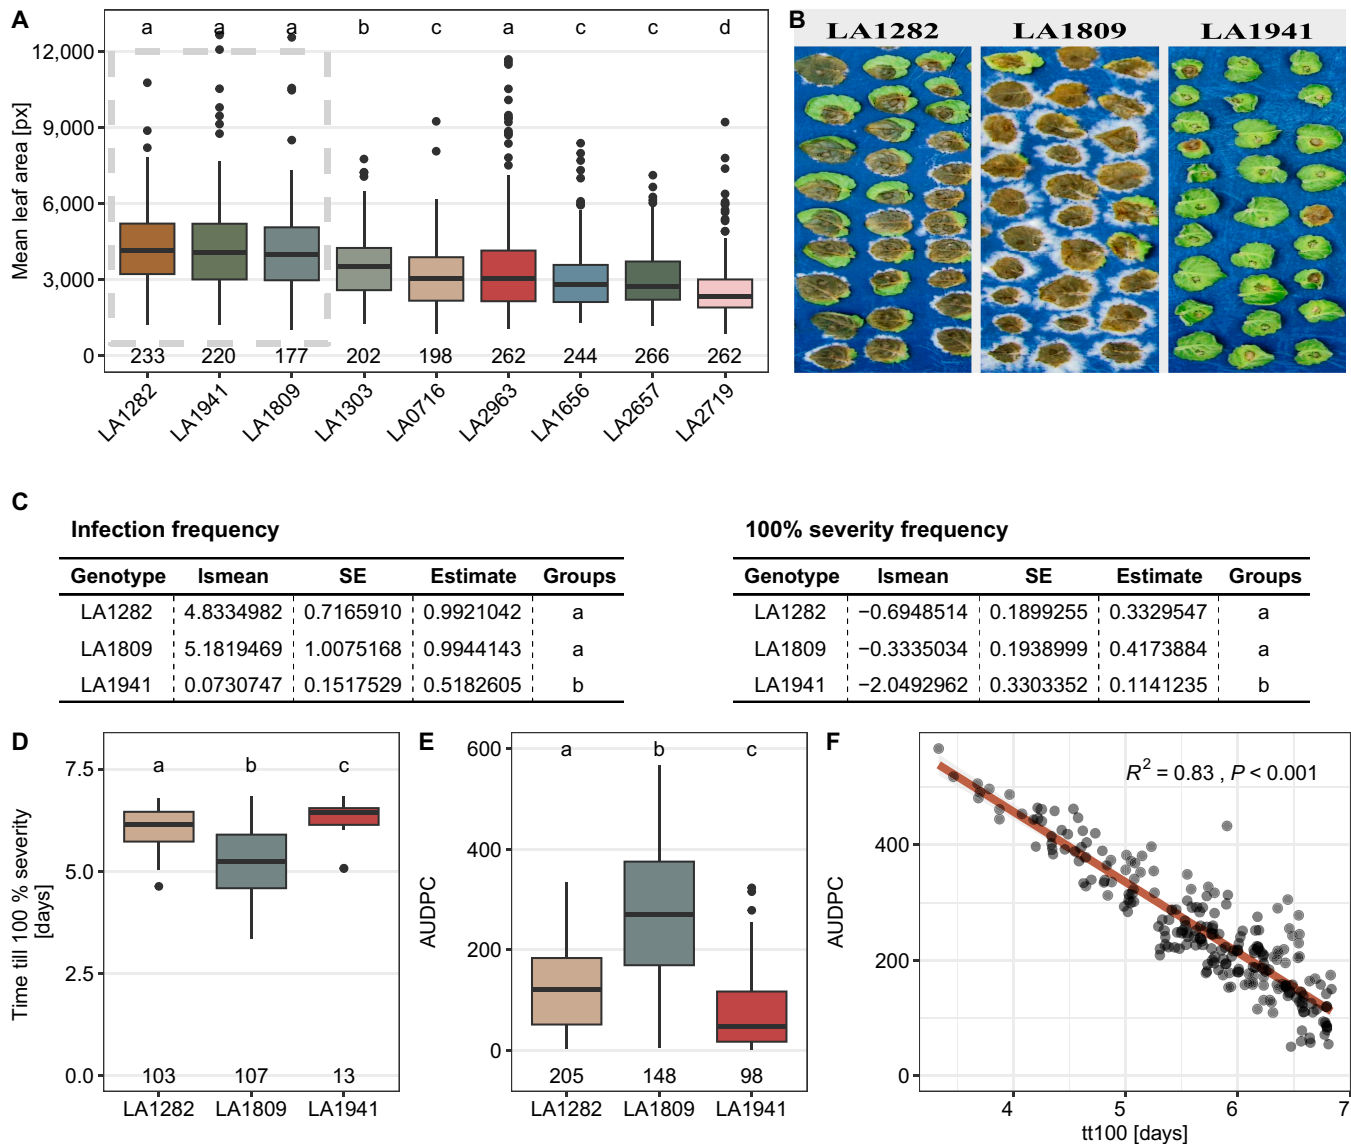 A
a a a b c a c c d
12,000
9,000
6,000
3,000
0
Mean leaf area [px]
233 220 177 202 198 262 244 266 262
LA1282 LA1941 LA1809 LA1303 LA0716 LA2963 LA1656 LA2657 LA2719
B
LA1282 LA1809 LA1941
C
Infection frequency
Genotype lsmean SE Estimate Groups
LA1282 4.8334982 0.7165910 0.9921042 a
LA1809 5.1819469 1.0075168 0.9944143 a
LA1941 0.0730747 0.1517529 0.5182605 b
100% severity frequency
Genotype lsmean SE Estimate Groups
LA1282 −0.6948514 0.1899255 0.3329547 a
LA1809 −0.3335034 0.1938999 0.4173884 a
LA1941 −2.0492962 0.3303352 0.1141235 b
D
a b c
7.5
5.0
2.5
0.0
Time till 100 % severity
[days]
103 107 13
LA1282 LA1809 LA1941
E
a b c
600
400
200
0
AUDPC
205 148 98
LA1282 LA1809 LA1941
F
R² = 0.83 , P < 0.001
400
200
0
AUDPC
4 5 6 7
tt100 [days]